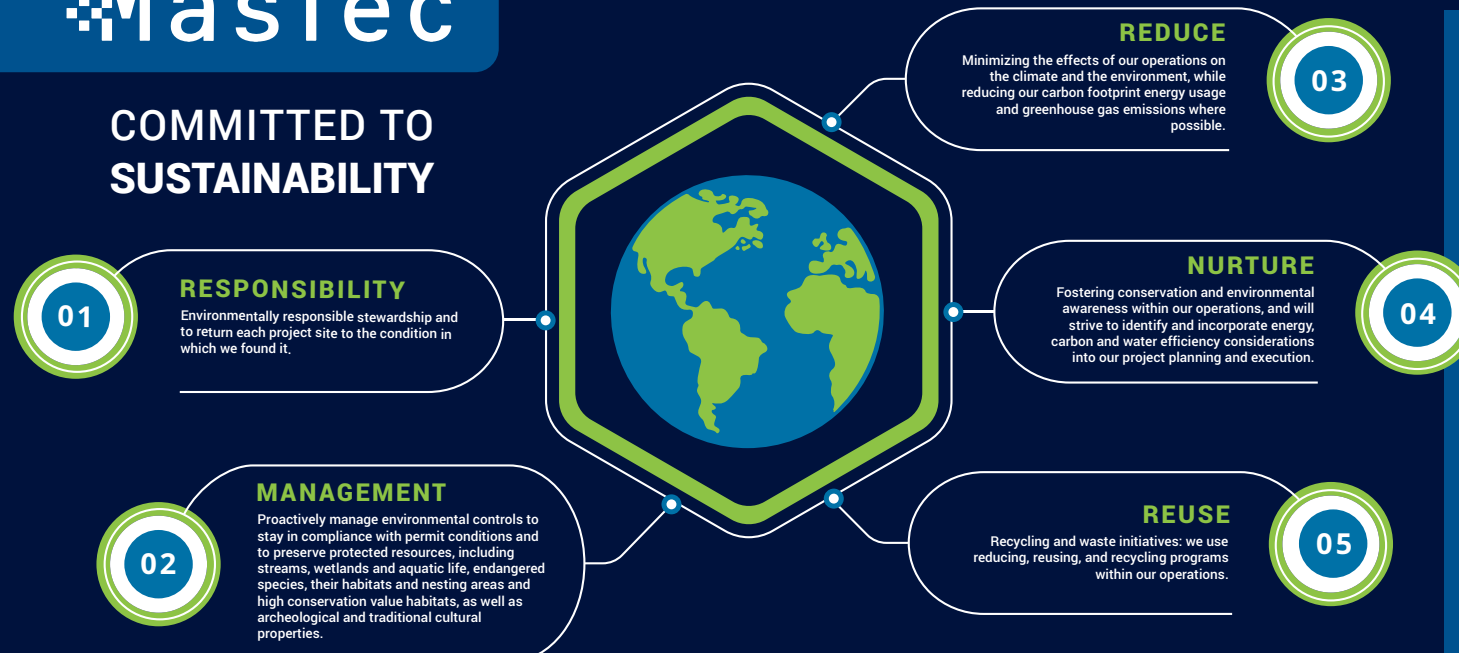 MasTec
COMMITTED TO
SUSTAINABILITY
01
RESPONSIBILITY
Environmentally responsible stewardship and
to return each project site to the condition in
which we found it.
02
MANAGEMENT
Proactively manage environmental controls to
stay in compliance with permit conditions and
to preserve protected resources, including
streams, wetlands and aquatic life, endangered
species, their habitats and nesting areas and
high conservation value habitats, as well as
archeological and traditional cultural
properties.
REDUCE
03
Minimizing the effects of our operations on
the climate and the environment, while
reducing our carbon footprint energy usage
and greenhouse gas emissions where
possible.
NURTURE
04
Fostering conservation and environmental
awareness within our operations, and will
strive to identify and incorporate energy,
carbon and water efficiency considerations
into our project planning and execution.
REUSE
05
Recycling and waste initiatives: we use
reducing, reusing, and recycling programs
within our operations.